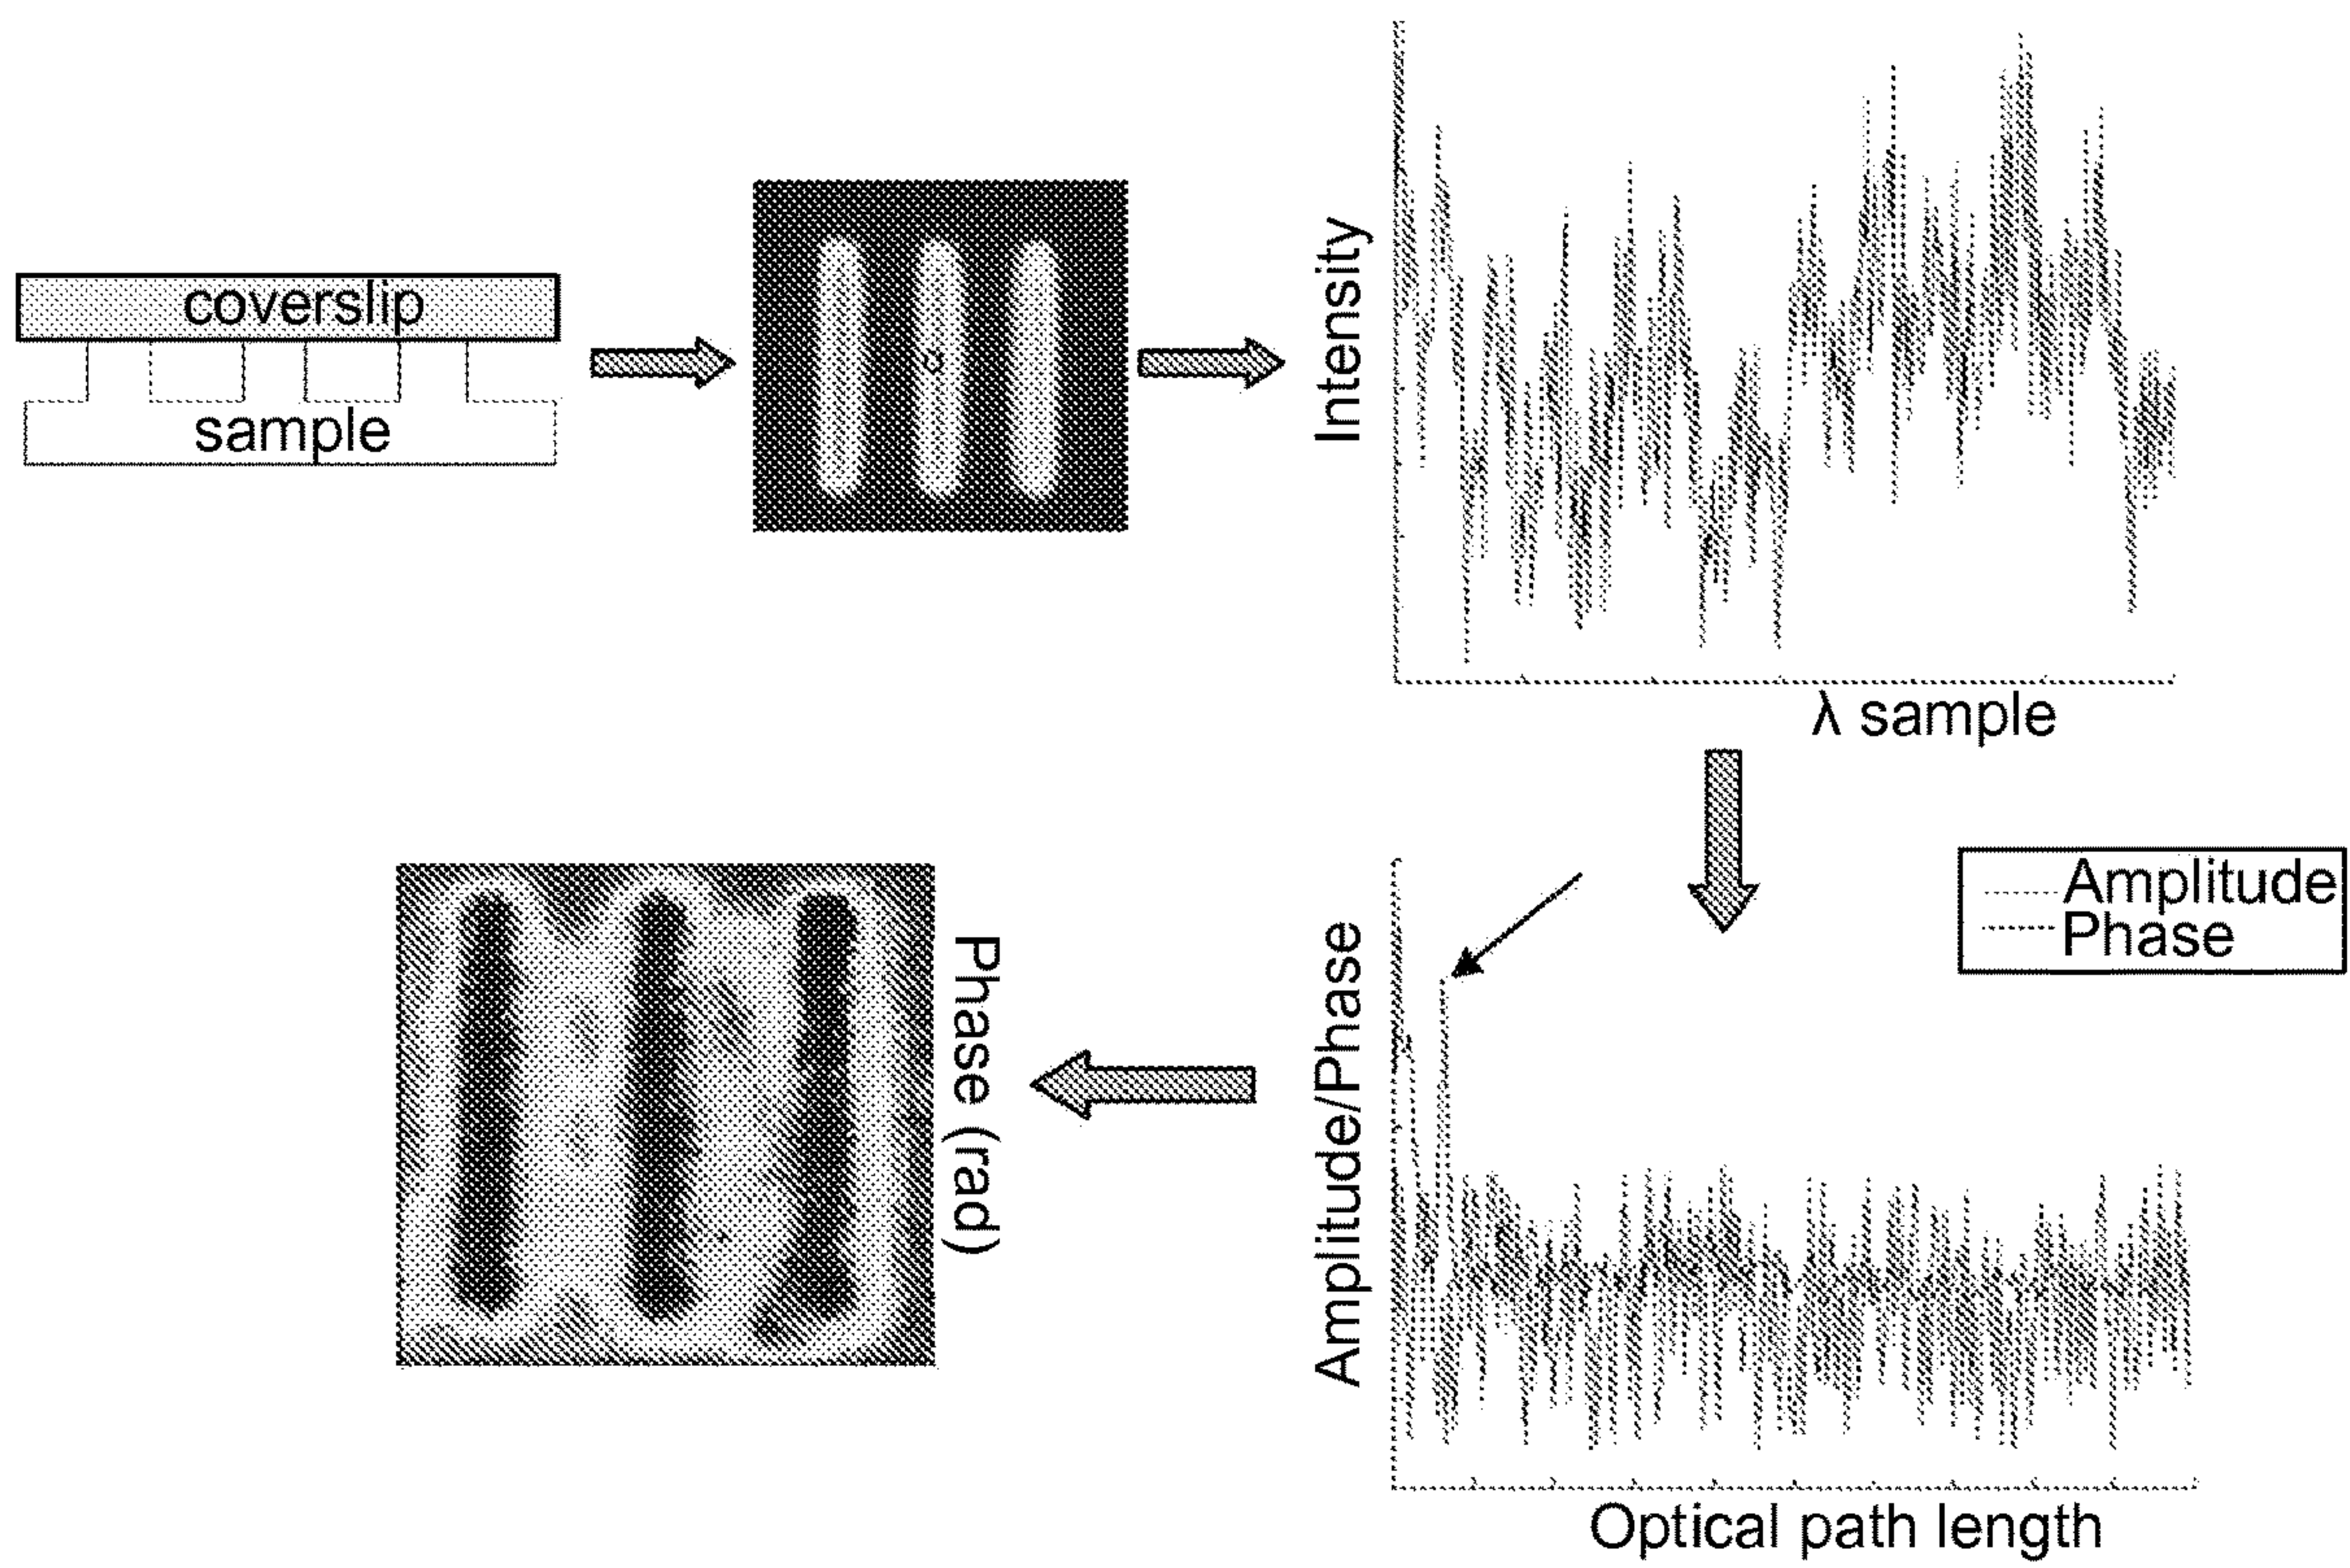 coverslip
sample
Intensity
λ sample
Amplitude
Phase
Amplitude/Phase
Optical path length
Phase (rad)